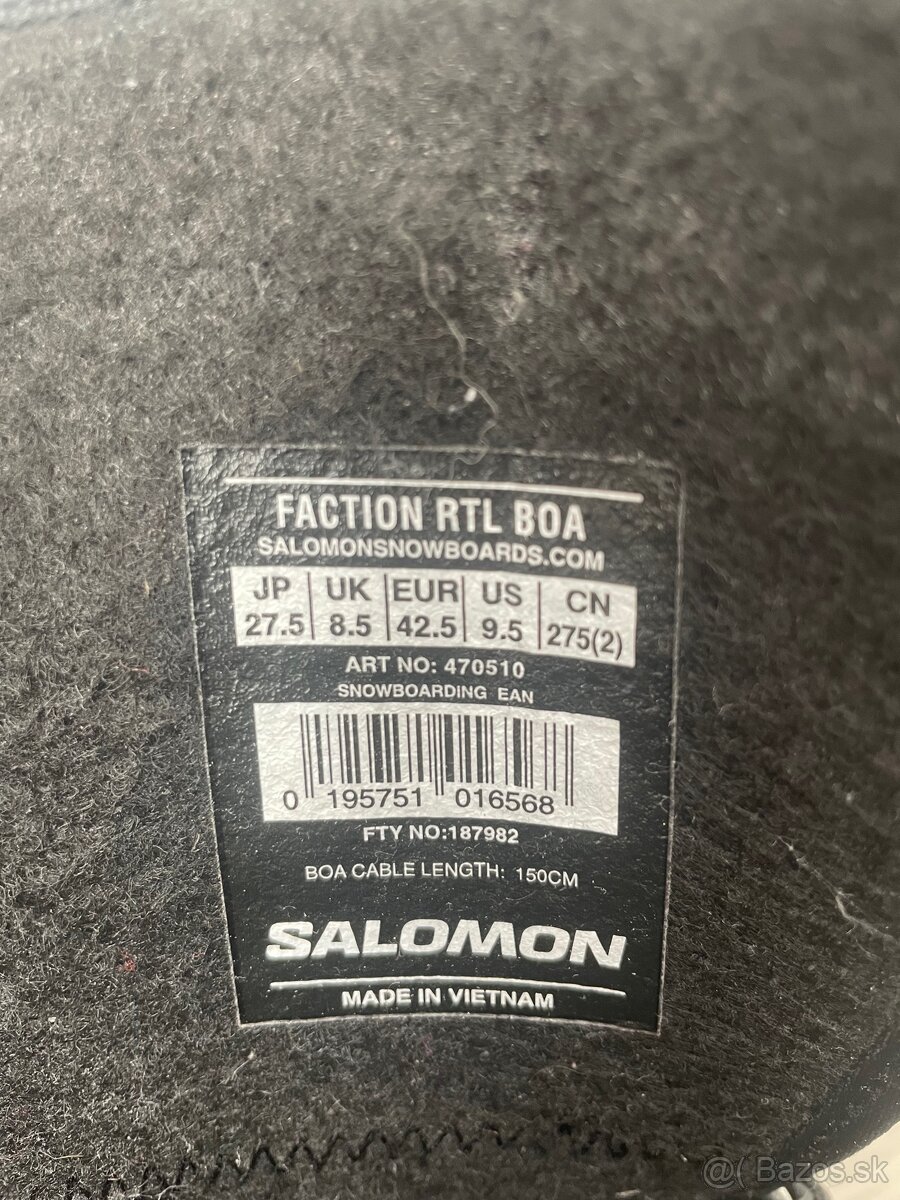 FACTION RTL BOA
SALOMONSNOWBOARDS.COM
JP UK EUR US CN
27.5 8.5 42.5 9.5 275(2)
ART NO: 470510
SNOWBOARDING EAN
0 195751 016568
FTY NO:187982
BOA CABLE LENGTH: 150CM
SALOMON
MADE IN VIETNAM
@( Bazos.sk